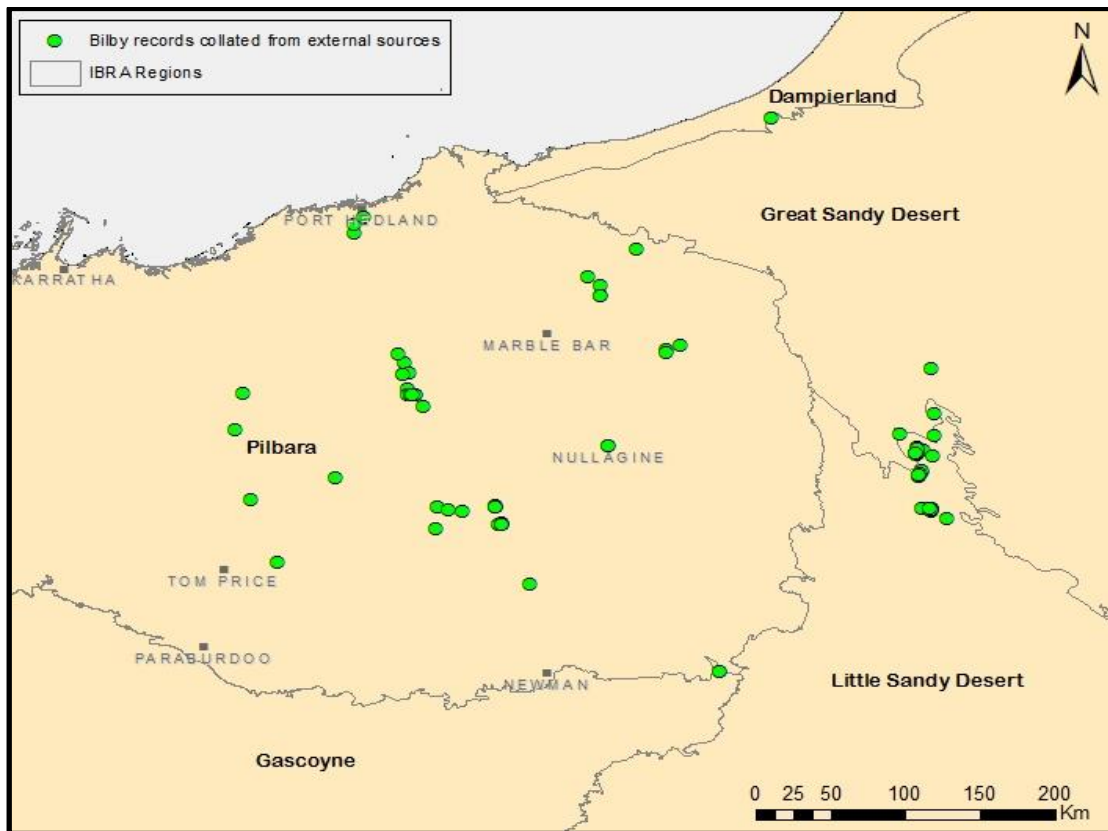 Bilby records collated from external sources
IBRA Regions
N
Dampierland
Great Sandy Desert
PORT HEDLAND
KARRATHA
MARBLE BAR
Pilbara
NULLAGINE
TOM PRICE
PARABURDOO
NEWMAN
Little Sandy Desert
Gascoyne
0 25 50 100 150 200
Km